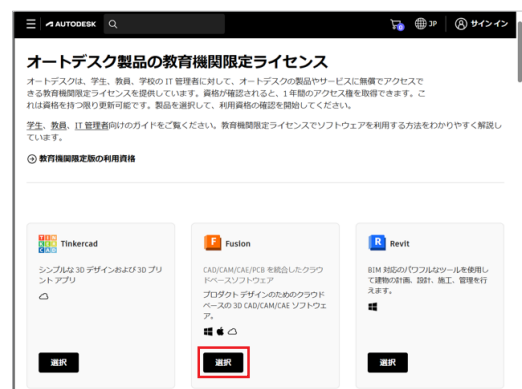 AUTODESK
JP
サインイン
オートデスク製品の教育機関限定ライセンス
オートデスクは、学生、教員、学校の IT 管理者に対して、オートデスクの製品やサービスに無償でアクセスで
きる教育機関限定ライセンスを提供しています。資格が確認されると、1 年間のアクセス権を取得できます。こ
れは資格を持つ限り更新可能です。製品を選択して、利用資格の確認を開始してください。
学生、教員、IT 管理者向けのガイドをご覧ください。教育機関限定ライセンスでソフトウェアを利用する方法をわかりやすく解説し
ています。
教育機関限定版の利用資格
TIN
KER
CAD
Tinkercad
シンプルな 3D デザインおよび 3D プリ
ント アプリ
選択
F
Fusion
CAD/CAM/CAE/PCB を統合したクラウ
ドベースソフトウェア
プロダクト デザインのためのクラウド
ベースの 3D CAD/CAM/CAE ソフトウェ
ア。
選択
R
Revit
BIM 対応のパワフルなツールを使用し
て建物の計画、設計、施工、管理を行
えます。
選択